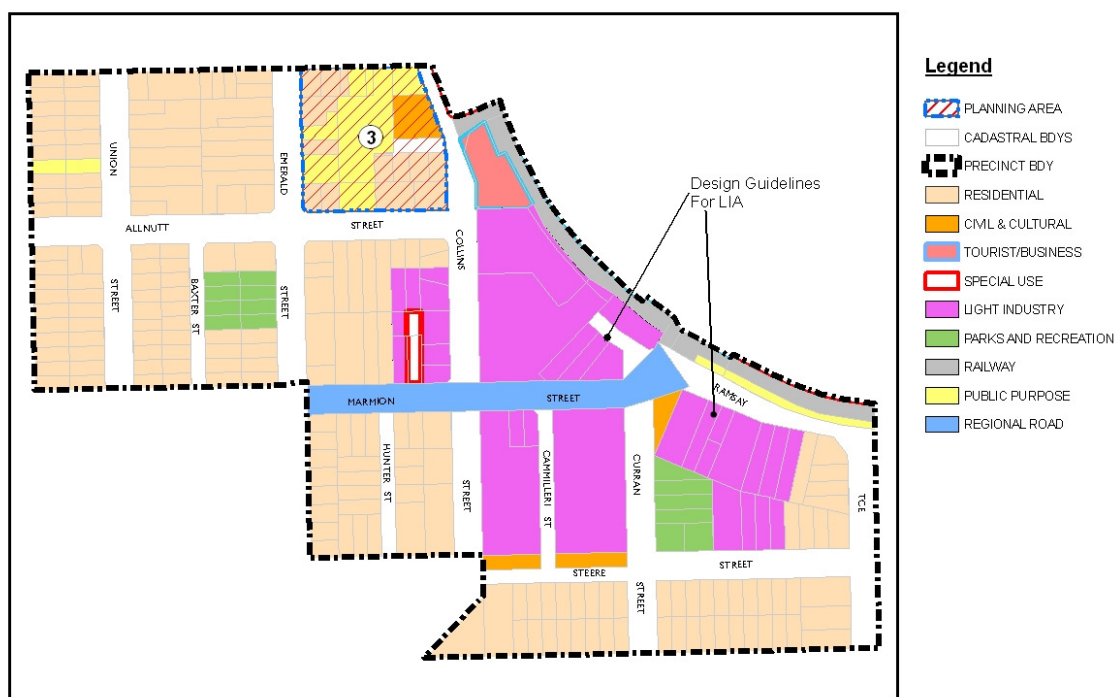 Legend
PLANNING AREA
CADASTRAL BDYS
PRECINCT BDY
RESIDENTIAL
CIVIL & CULTURAL
TOURIST/BUSINESS
SPECIAL USE
LIGHT INDUSTRY
PARKS AND RECREATION
RAILWAY
PUBLIC PURPOSE
REGIONAL ROAD
3
UNION
EMERALD
Design Guidelines
For LIA
ALLNUTT
STREET
COLLINS
STREET
BAXTER ST
STREET
MARMION
STREET
RAMSAY
HUNTER ST
STREET
CAMMILLERI ST
CURRAN
TCE
STEERE
STREET
STREET